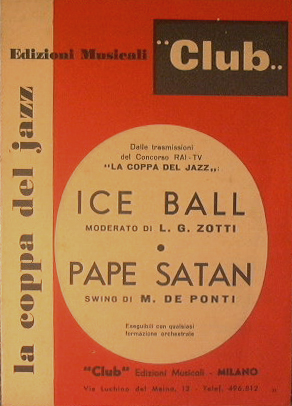 Edizioni Musicali
"Club"
la coppa del jazz
Dalle trasmissioni
del Concorso RAI-TV
"LA COPPA DEL JAZZ":
ICE BALL
MODERATO DI L. G. ZOTTI
•
PAPE SATAN
SWING DI M. DE PONTI
Eseguibili con qualsiasi
formazione orchestrale
"Club" Edizioni Musicali - MILANO
Via Luchino del Maino, 12 - Telef. 496.812